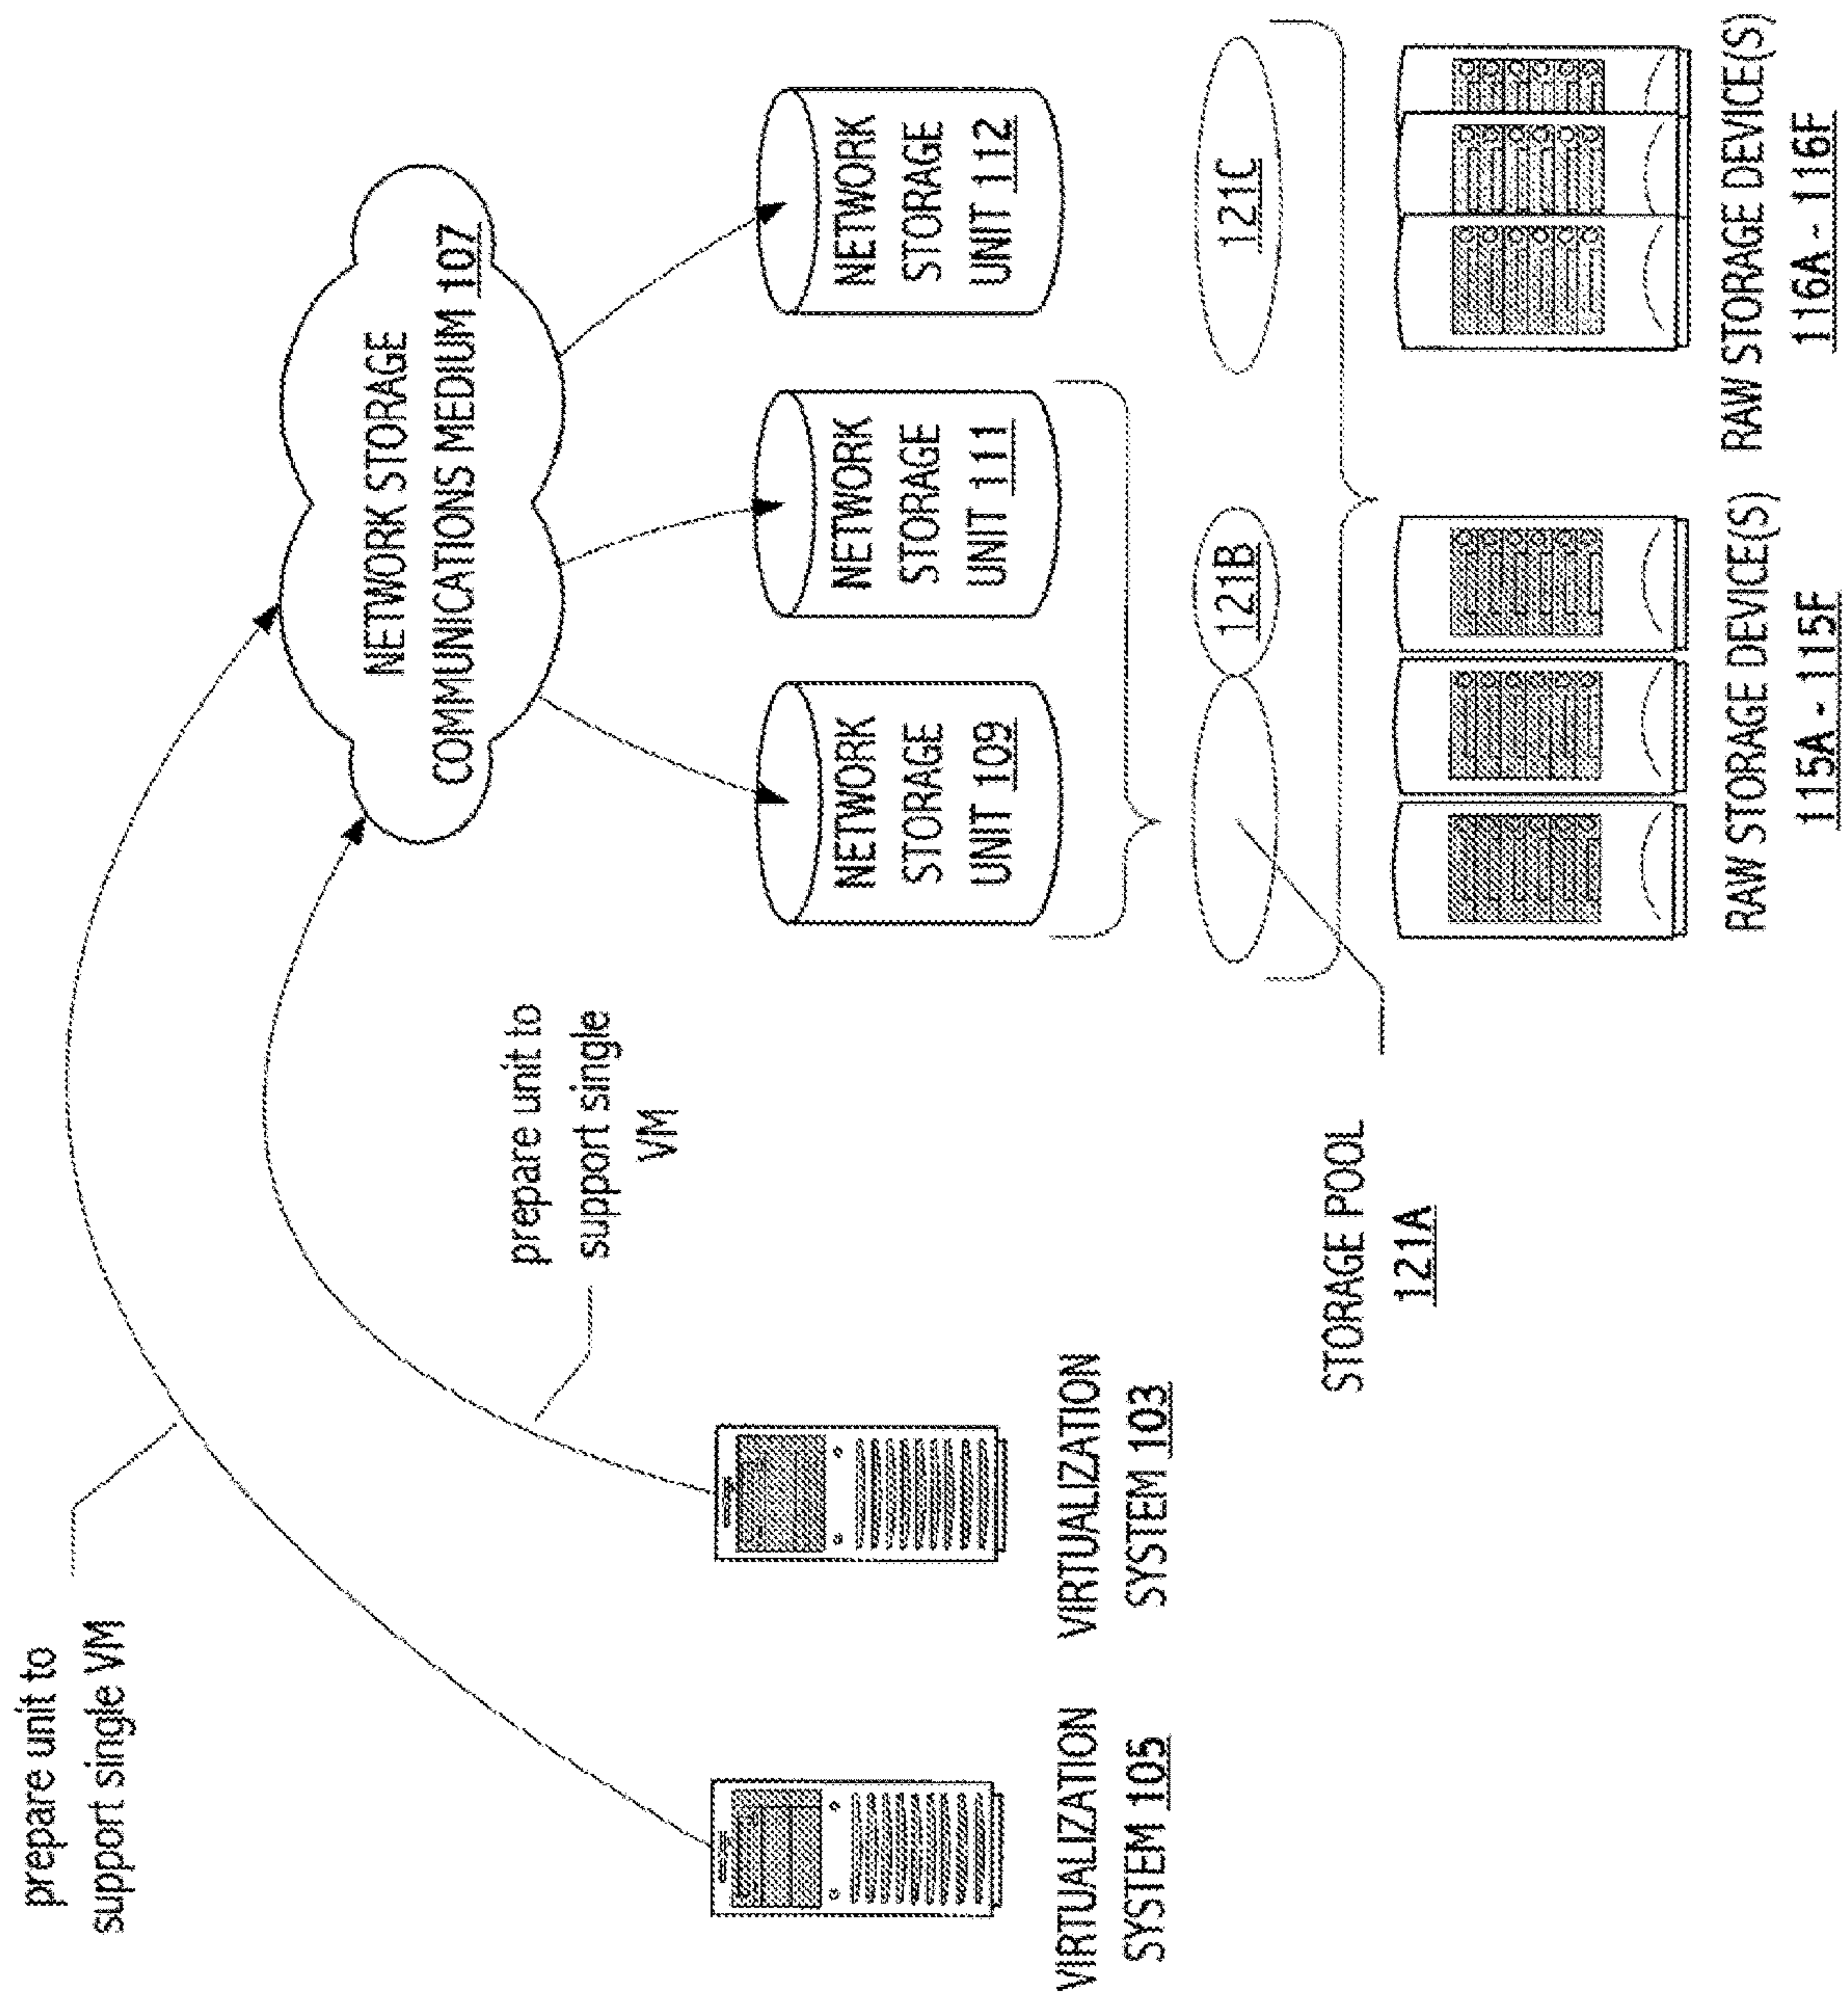 prepare unit to
support single VM
prepare unit to
support single
VM
NETWORK STORAGE
COMMUNICATIONS MEDIUM 107
VIRTUALIZATION
SYSTEM 105
VIRTUALIZATION
SYSTEM 103
NETWORK
STORAGE
UNIT 109
NETWORK
STORAGE
UNIT 111
NETWORK
STORAGE
UNIT 112
121B
121C
STORAGE POOL
121A
RAW STORAGE DEVICE(S)
115A - 115F
RAW STORAGE DEVICE(S)
116A - 116F